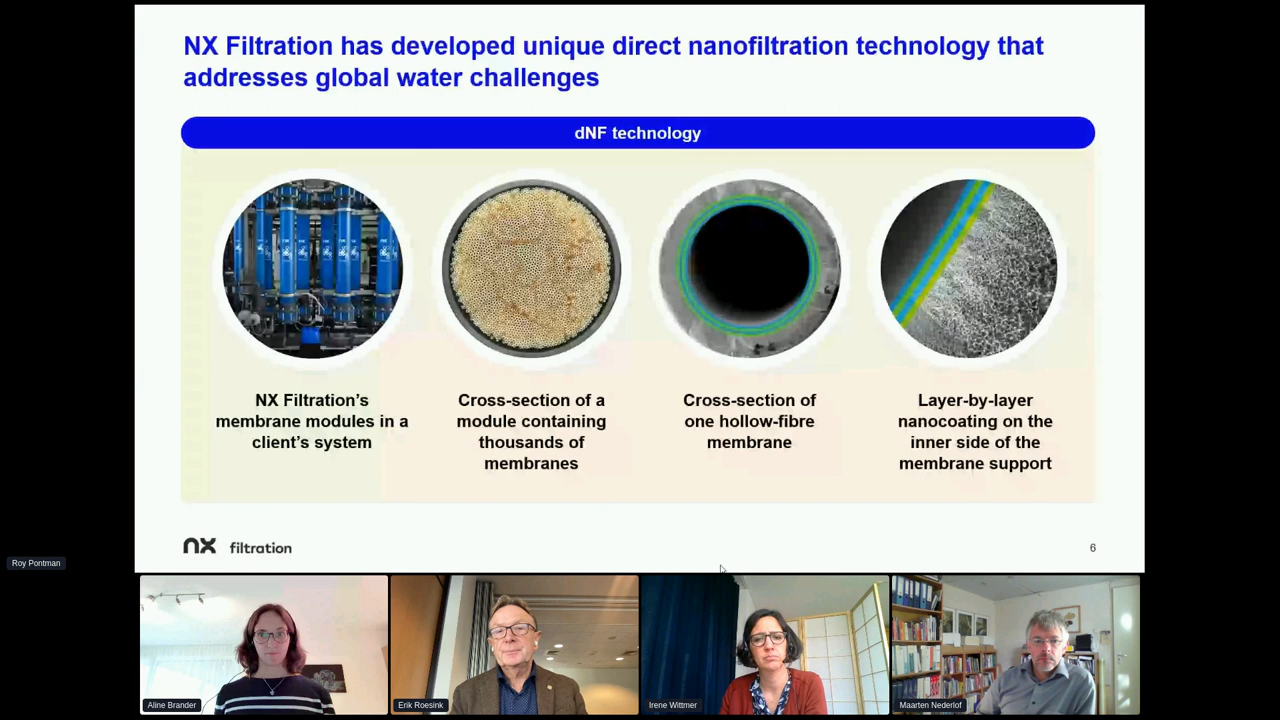 NX Filtration has developed unique direct nanofiltration technology that
addresses global water challenges
dNF technology
NX Filtration's
membrane modules in a
client's system
Cross-section of a
module containing
thousands of
membranes
Cross-section of
one hollow-fibre
membrane
Layer-by-layer
nanocoating on the
inner side of the
membrane support
nx filtration
6
Roy Pontman
Aline Brander
Erik Roesink
Irene Wittmer
Maarten Nederlof